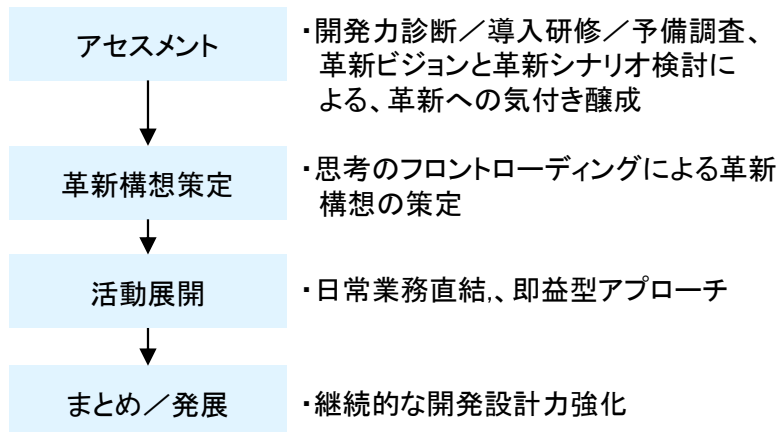 アセスメント
・開発力診断／導入研修／予備調査、
革新ビジョンと革新シナリオ検討に
よる、革新への気付き醸成
革新構想策定
・思考のフロントローディングによる革新
構想の策定
活動展開
・日常業務直結,、即益型アプローチ
まとめ／発展
・継続的な開発設計力強化